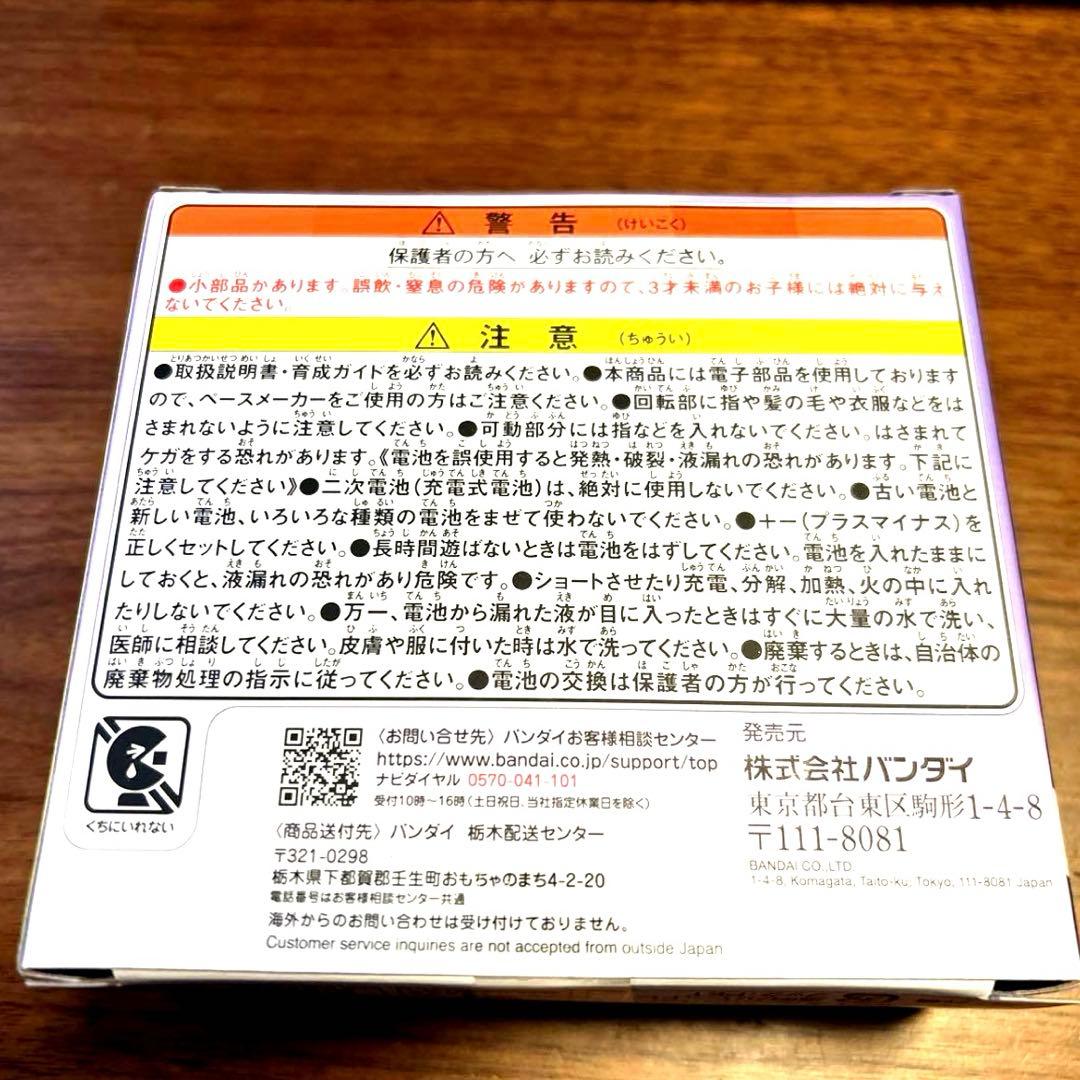 警告 (けいこく)
保護者の方へ 必ずお読みください。
●小部品があります。誤飲・窒息の危険がありますので、3才未満のお子様には絶対に与え
ないでください。
注意 (ちゅうい)
●取扱説明書・育成ガイドを必ずお読みください。●本商品には電子部品を使用しております
ので、ペースメーカーをご使用の方はご注意ください。●回転部に指や髪の毛や衣服などをは
さまれないように注意してください。●可動部分には指などを入れないでください。はさまれて
ケガをする恐れがあります。《電池を誤使用すると発熱・破裂・液漏れの恐れがあります。下記に
注意してください》●二次電池(充電式電池)は、絶対に使用しないでください。●古い電池と
新しい電池、いろいろな種類の電池をまぜて使わないでください。●+-(プラスマイナス)を
正しくセットしてください。●長時間遊ばないときは電池をはずしてください。電池を入れたままに
しておくと、液漏れの恐れがあり危険です。●ショートさせたり充電、分解、加熱、火の中に入れ
たりしないでください。●万一、電池から漏れた液が目に入ったときはすぐに大量の水で洗い、
医師に相談してください。皮膚や服に付いた時は水で洗ってください。●廃棄するときは、自治体の
廃棄物処理の指示に従ってください。●電池の交換は保護者の方が行ってください。
くちにいれない
〈お問い合せ先〉バンダイお客様相談センター
https://www.bandai.co.jp/support/top
ナビダイヤル 0570-041-101
受付10時〜16時(土日祝日、当社指定休業日を除く)
〈商品送付先〉バンダイ 栃木配送センター
〒321-0298
栃木県下都賀郡壬生町おもちゃのまち4-2-20
電話番号はお客様相談センター共通
海外からのお問い合わせは受け付けておりません。
Customer service inquiries are not accepted from outside Japan
発売元
株式会社バンダイ
東京都台東区駒形1-4-8
〒111-8081
BANDAI CO.,LTD.
1-4-8, Komagata, Taito-ku, Tokyo, 111-8081 Japan